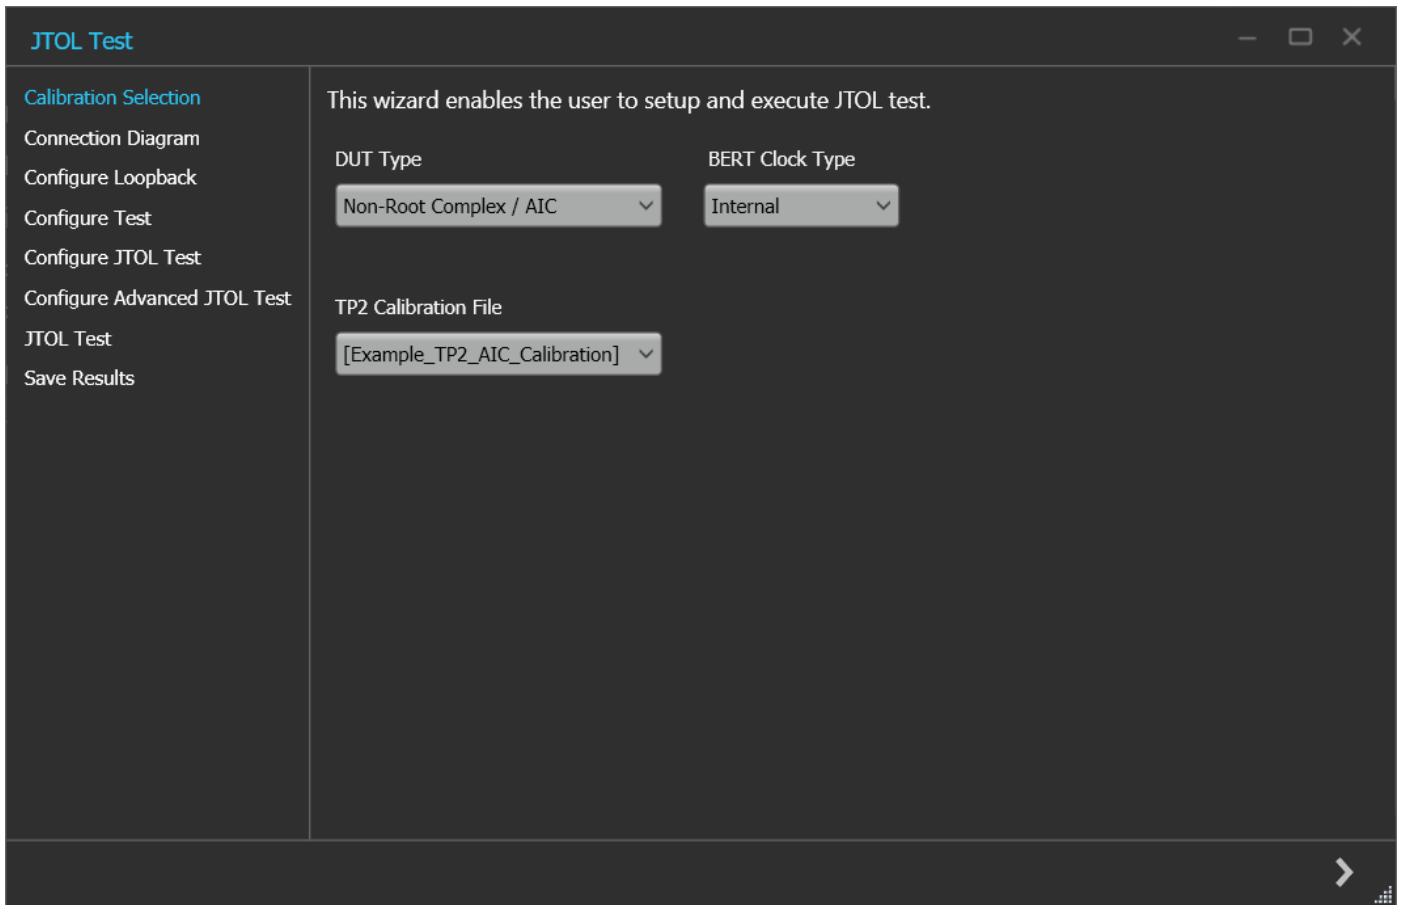 JTOL Test
Calibration Selection
Connection Diagram
Configure Loopback
Configure Test
Configure JTOL Test
Configure Advanced JTOL Test
JTOL Test
Save Results
This wizard enables the user to setup and execute JTOL test.
DUT Type
BERT Clock Type
Non-Root Complex / AIC
Internal
TP2 Calibration File
[Example_TP2_AIC_Calibration]